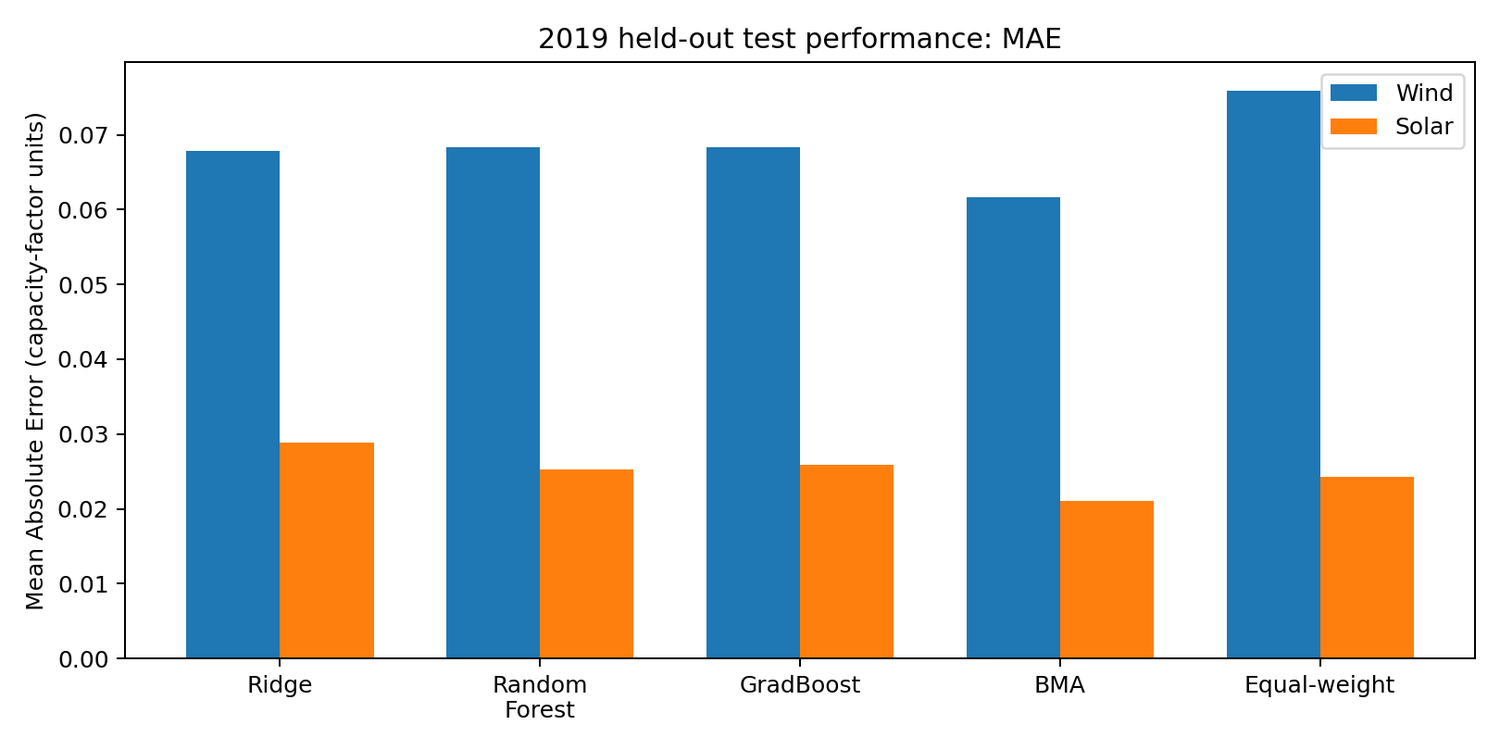 2019 held-out test performance: MAE
Wind
Solar
Mean Absolute Error (capacity-factor units)
0.07
0.06
0.05
0.04
0.03
0.02
0.01
0.00
Ridge
Random
Forest
GradBoost
BMA
Equal-weight